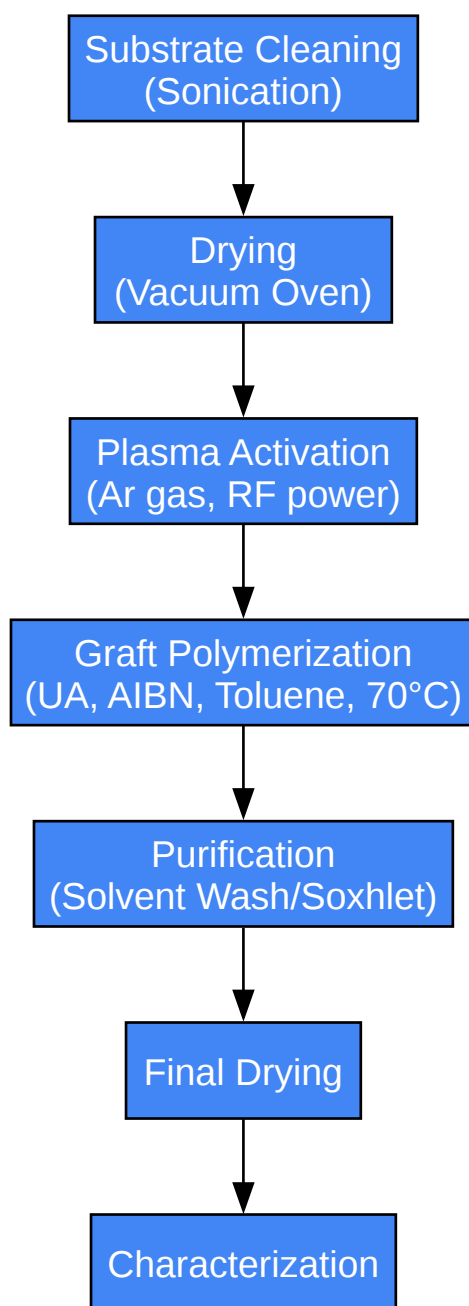 Substrate Cleaning
(Sonication)
Drying
(Vacuum Oven)
Plasma Activation
(Ar gas, RF power)
Graft Polymerization
(UA, AIBN, Toluene, 70°C)
Purification
(Solvent Wash/Soxhlet)
Final Drying
Characterization